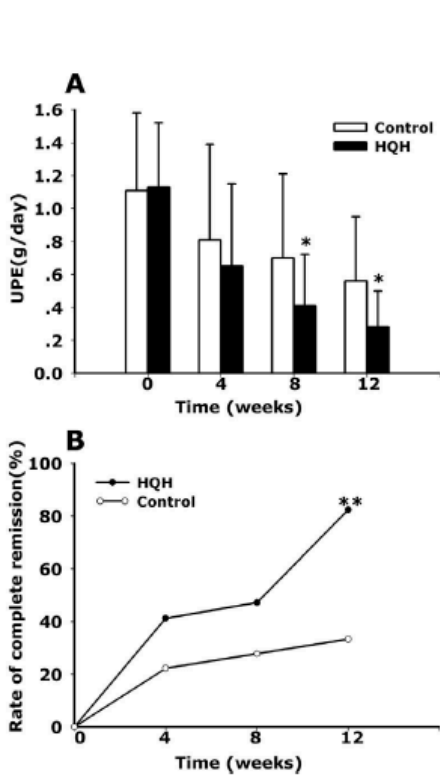 A
1.6
1.4
1.2
1.0
.8
.6
.4
.2
0.0
UPE(g/day)
Control
HQH
*
*
0 4 8 12
Time (weeks)
B
100
80
60
40
20
0
Rate of complete remission(%)
HQH
Control
**
0 4 8 12
Time (weeks)